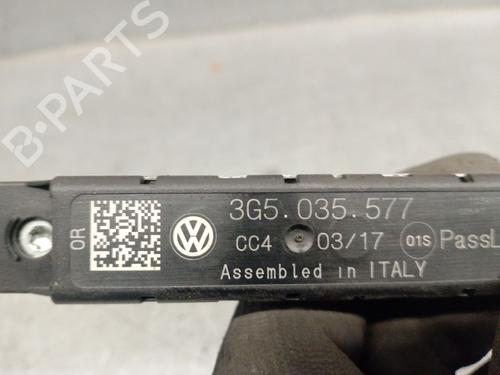 B-PARTS
OR
3G5.035.577
CC4 03/17 01S PassL
Assembled in ITALY